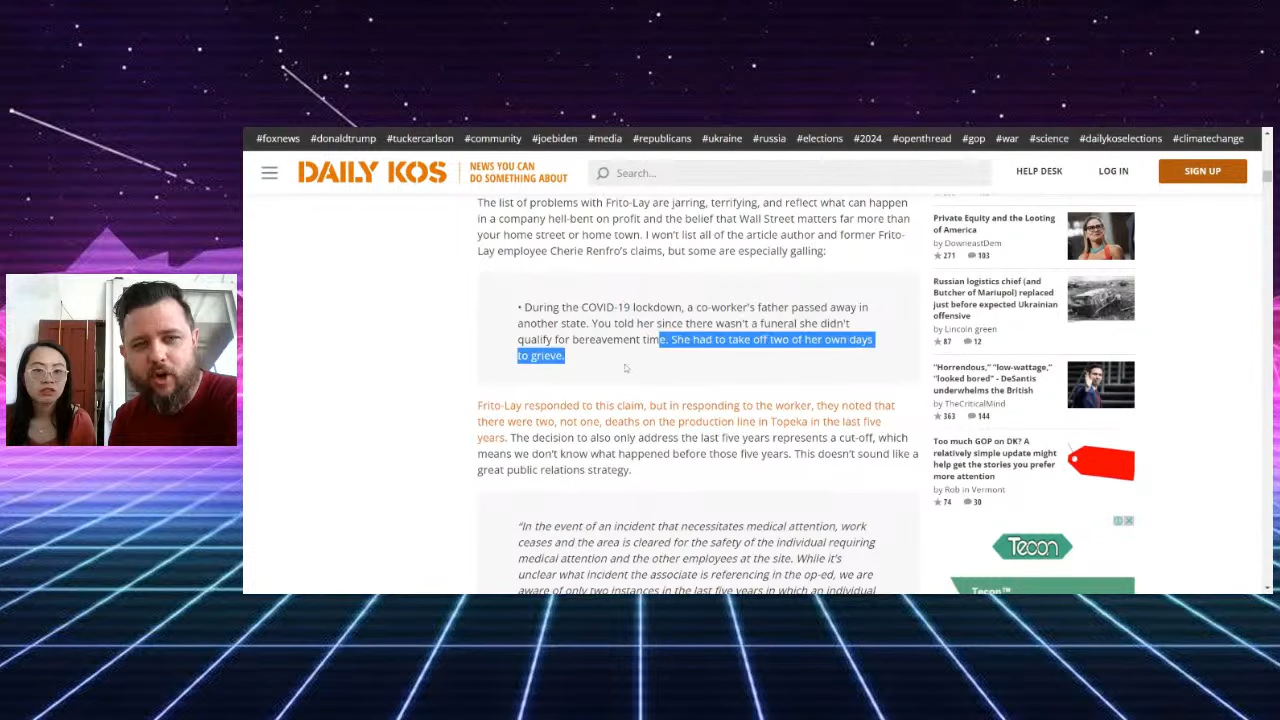 #foxnews #donaldtrump #tuckercarlson #community #joebiden #media #republicans #ukraine #russia #elections #2024 #openthread #gop #war #science #dailykoselections #climatechange
DAILY KOS
NEWS YOU CAN
DO SOMETHING ABOUT
Search...
HELP DESK
LOG IN
SIGN UP
The list of problems with Frito-Lay are jarring, terrifying, and reflect what can happen
in a company hell-bent on profit and the belief that Wall Street matters far more than
your home street or home town. I won't list all of the article author and former Frito-
Lay employee Cherie Renfro's claims, but some are especially galling:
• During the COVID-19 lockdown, a co-worker's father passed away in
another state. You told her since there wasn't a funeral she didn't
qualify for bereavement time. She had to take off two of her own days
to grieve.
Frito-Lay responded to this claim, but in responding to the worker, they noted that
there were two, not one, deaths on the production line in Topeka in the last five
years. The decision to also only address the last five years represents a cut-off, which
means we don't know what happened before those five years. This doesn't sound like a
great public relations strategy.
"In the event of an incident that necessitates medical attention, work
ceases and the area is cleared for the safety of the individual requiring
medical attention and the other employees at the site. While it's
unclear what incident the associate is referencing in the op-ed, we are
aware of only two instances in the last five years in which an individual
Private Equity and the Looting
of America
by DowneastDem
271 103
Russian logistics chief (and
Butcher of Mariupol) replaced
just before expected Ukrainian
offensive
by Lincoln green
87 12
"Horrendous," "low-wattage,"
"looked bored" - DeSantis
underwhelms the British
by TheCriticalMind
363 144
Too much GOP on DK? A
relatively simple update might
help get the stories you prefer
more attention
by Rob in Vermont
74 30
Tecon
Tecon™